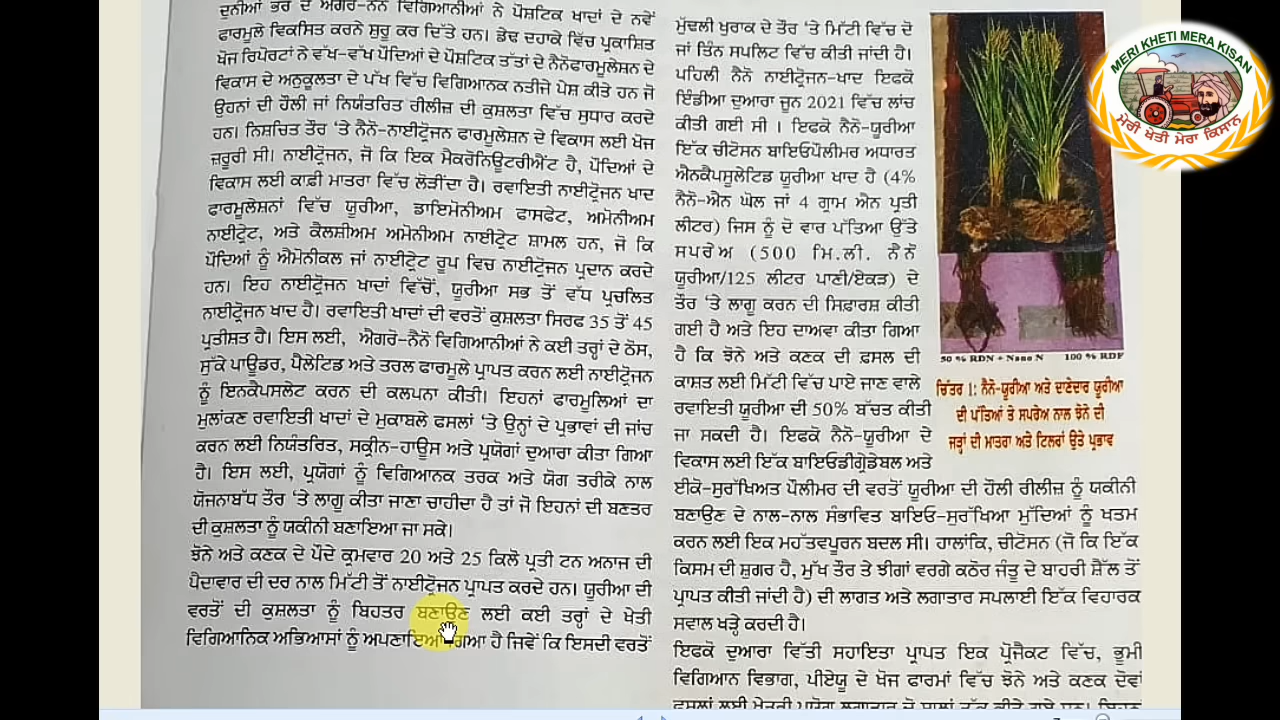 ਦੁਨੀਆਂ ਭਰ ਦੇ ਐਗਰੋ-ਨੈਨੋ ਵਿਗਿਆਨੀਆਂ ਨੇ ਪੌਸ਼ਟਿਕ ਖਾਦਾਂ ਦੇ ਨਵੇਂ
ਫਾਰਮੂਲੇ ਵਿਕਸਿਤ ਕਰਨੇ ਸ਼ੁਰੂ ਕਰ ਦਿੱਤੇ ਹਨ। ਡੇਢ ਦਹਾਕੇ ਵਿੱਚ ਪ੍ਰਕਾਸ਼ਿਤ
ਖੋਜ ਰਿਪੋਰਟਾਂ ਨੇ ਵੱਖ-ਵੱਖ ਪੌਦਿਆਂ ਦੇ ਪੌਸ਼ਟਿਕ ਤੱਤਾਂ ਦੇ ਨੈਨੋਫਾਰਮੂਲੇਸ਼ਨ ਦੇ
ਵਿਕਾਸ ਦੇ ਅਨੁਕੂਲਤਾ ਦੇ ਪੱਖ ਵਿੱਚ ਵਿਗਿਆਨਕ ਨਤੀਜੇ ਪੇਸ਼ ਕੀਤੇ ਹਨ ਜੋ
ਉਹਨਾਂ ਦੀ ਹੌਲੀ ਜਾਂ ਨਿਯੰਤਰਿਤ ਰੀਲੀਜ਼ ਦੀ ਕੁਸ਼ਲਤਾ ਵਿੱਚ ਸੁਧਾਰ ਕਰਦੇ
ਹਨ। ਨਿਸ਼ਚਿਤ ਤੌਰ ‘ਤੇ ਨੈਨੋ-ਨਾਈਟ੍ਰੋਜਨ ਫਾਰਮੂਲੇਸ਼ਨ ਦੇ ਵਿਕਾਸ ਲਈ ਖੋਜ
ਜ਼ਰੂਰੀ ਸੀ। ਨਾਈਟ੍ਰੋਜਨ, ਜੋ ਕਿ ਇਕ ਮੈਕਰੋਨਿਊਟਰੀਐਂਟ ਹੈ, ਪੌਦਿਆਂ ਦੇ
ਵਿਕਾਸ ਲਈ ਕਾਫ਼ੀ ਮਾਤਰਾ ਵਿੱਚ ਲੋੜੀਂਦਾ ਹੈ। ਰਵਾਇਤੀ ਨਾਈਟ੍ਰੋਜਨ ਖਾਦ
ਫਾਰਮੂਲੇਸ਼ਨਾਂ ਵਿੱਚ ਯੂਰੀਆ, ਡਾਇਮੋਨੀਅਮ ਫਾਸਫੇਟ, ਅਮੋਨੀਅਮ
ਨਾਈਟ੍ਰੇਟ, ਅਤੇ ਕੈਲਸ਼ੀਅਮ ਅਮੋਨੀਅਮ ਨਾਈਟ੍ਰੇਟ ਸ਼ਾਮਲ ਹਨ, ਜੋ ਕਿ
ਪੌਦਿਆਂ ਨੂੰ ਐਮੋਨੀਕਲ ਜਾਂ ਨਾਈਟ੍ਰੇਟ ਰੂਪ ਵਿਚ ਨਾਈਟ੍ਰੋਜਨ ਪ੍ਰਦਾਨ ਕਰਦੇ
ਹਨ। ਇਹ ਨਾਈਟ੍ਰੋਜਨ ਖਾਦਾਂ ਵਿੱਚੋਂ, ਯੂਰੀਆ ਸਭ ਤੋਂ ਵੱਧ ਪ੍ਰਚਲਿਤ
ਨਾਈਟ੍ਰੋਜਨ ਖਾਦ ਹੈ। ਰਵਾਇਤੀ ਖਾਦਾਂ ਦੀ ਵਰਤੋਂ ਕੁਸ਼ਲਤਾ ਸਿਰਫ 35 ਤੋਂ 45
ਪ੍ਰਤੀਸ਼ਤ ਹੈ। ਇਸ ਲਈ, ਐਗਰੋ-ਨੈਨੋ ਵਿਗਿਆਨੀਆਂ ਨੇ ਕਈ ਤਰ੍ਹਾਂ ਦੇ ਠੋਸ,
ਸੁੱਕੇ ਪਾਊਡਰ, ਪੈਲੇਟਿਡ ਅਤੇ ਤਰਲ ਫਾਰਮੂਲੇ ਪ੍ਰਾਪਤ ਕਰਨ ਲਈ ਨਾਈਟ੍ਰੋਜਨ
ਨੂੰ ਇਨਕੈਪਸਲੇਟ ਕਰਨ ਦੀ ਕਲਪਨਾ ਕੀਤੀ। ਇਹਨਾਂ ਫਾਰਮੂਲਿਆਂ ਦਾ
ਮੁਲਾਂਕਣ ਰਵਾਇਤੀ ਖਾਦਾਂ ਦੇ ਮੁਕਾਬਲੇ ਫਸਲਾਂ ‘ਤੇ ਉਨ੍ਹਾਂ ਦੇ ਪ੍ਰਭਾਵਾਂ ਦੀ ਜਾਂਚ
ਕਰਨ ਲਈ ਨਿਯੰਤਰਿਤ, ਸਕ੍ਰੀਨ-ਹਾਊਸ ਅਤੇ ਪ੍ਰਯੋਗਾਂ ਦੁਆਰਾ ਕੀਤਾ ਗਿਆ
ਹੈ। ਇਸ ਲਈ, ਪ੍ਰਯੋਗਾਂ ਨੂੰ ਵਿਗਿਆਨਕ ਤਰਕ ਅਤੇ ਯੋਗ ਤਰੀਕੇ ਨਾਲ
ਯੋਜਨਾਬੱਧ ਤੌਰ ‘ਤੇ ਲਾਗੂ ਕੀਤਾ ਜਾਣਾ ਚਾਹੀਦਾ ਹੈ ਤਾਂ ਜੋ ਇਹਨਾਂ ਦੀ ਬਣਤਰ
ਦੀ ਕੁਸ਼ਲਤਾ ਨੂੰ ਯਕੀਨੀ ਬਣਾਇਆ ਜਾ ਸਕੇ।
ਝੋਨੇ ਅਤੇ ਕਣਕ ਦੇ ਪੌਦੇ ਕ੍ਰਮਵਾਰ 20 ਅਤੇ 25 ਕਿਲੋ ਪ੍ਰਤੀ ਟਨ ਅਨਾਜ ਦੀ
ਪੈਦਾਵਾਰ ਦੀ ਦਰ ਨਾਲ ਮਿੱਟੀ ਤੋਂ ਨਾਈਟ੍ਰੋਜਨ ਪ੍ਰਾਪਤ ਕਰਦੇ ਹਨ। ਯੂਰੀਆ ਦੀ
ਵਰਤੋਂ ਦੀ ਕੁਸ਼ਲਤਾ ਨੂੰ ਬਿਹਤਰ ਬਣਾਉਣ ਲਈ ਕਈ ਤਰ੍ਹਾਂ ਦੇ ਖੇਤੀ
ਵਿਗਿਆਨਿਕ ਅਭਿਆਸਾਂ ਨੂੰ ਅਪਣਾਇਆ ਗਿਆ ਹੈ ਜਿਵੇਂ ਕਿ ਇਸਦੀ ਵਰਤੋਂ
ਮੁੱਢਲੀ ਖੁਰਾਕ ਦੇ ਤੌਰ ‘ਤੇ ਮਿੱਟੀ ਵਿੱਚ ਦੋ
ਜਾਂ ਤਿੰਨ ਸਪਲਿਟ ਵਿੱਚ ਕੀਤੀ ਜਾਂਦੀ ਹੈ।
ਪਹਿਲੀ ਨੈਨੋ ਨਾਈਟ੍ਰੋਜਨ-ਖਾਦ ਇਫਕੋ
ਇੰਡੀਆ ਦੁਆਰਾ ਜੂਨ 2021 ਵਿੱਚ ਲਾਂਚ
ਕੀਤੀ ਗਈ ਸੀ । ਇਫਕੋ ਨੈਨੋ-ਯੂਰੀਆ
ਇੱਕ ਚੀਟੋਸਨ ਬਾਇਓਪੌਲੀਮਰ ਅਧਾਰਤ
ਐਨਕੈਪਸੂਲੇਟਿਡ ਯੂਰੀਆ ਖਾਦ ਹੈ (4%
ਨੈਨੋ-ਐਨ ਘੋਲ ਜਾਂ 4 ਗ੍ਰਾਮ ਐਨ ਪ੍ਰਤੀ
ਲੀਟਰ) ਜਿਸ ਨੂੰ ਦੋ ਵਾਰ ਪੱਤਿਆ ਉੱਤੇ
ਸਪਰੇਅ (500 ਮਿ.ਲੀ. ਨੈਨੋ
ਯੂਰੀਆ/125 ਲੀਟਰ ਪਾਣੀ/ਏਕੜ) ਦੇ
ਤੌਰ ‘ਤੇ ਲਾਗੂ ਕਰਨ ਦੀ ਸਿਫ਼ਾਰਸ਼ ਕੀਤੀ
ਗਈ ਹੈ ਅਤੇ ਇਹ ਦਾਅਵਾ ਕੀਤਾ ਗਿਆ
ਹੈ ਕਿ ਝੋਨੇ ਅਤੇ ਕਣਕ ਦੀ ਫ਼ਸਲ ਦੀ
ਕਾਸ਼ਤ ਲਈ ਮਿੱਟੀ ਵਿੱਚ ਪਾਏ ਜਾਣ ਵਾਲੇ
ਰਵਾਇਤੀ ਯੂਰੀਆ ਦੀ 50% ਬੱਚਤ ਕੀਤੀ
ਜਾ ਸਕਦੀ ਹੈ। ਇਫਕੋ ਨੈਨੋ-ਯੂਰੀਆ ਦੇ
ਵਿਕਾਸ ਲਈ ਇੱਕ ਬਾਇਓਡੀਗ੍ਰੇਡੇਬਲ ਅਤੇ
ਈਕੋ-ਸੁਰੱਖਿਅਤ ਪੌਲੀਮਰ ਦੀ ਵਰਤੋਂ ਯੂਰੀਆ ਦੀ ਹੌਲੀ ਰੀਲੀਜ਼ ਨੂੰ ਯਕੀਨੀ
ਬਣਾਉਣ ਦੇ ਨਾਲ-ਨਾਲ ਸੰਭਾਵਿਤ ਬਾਇਓ-ਸੁਰੱਖਿਆ ਮੁੱਦਿਆਂ ਨੂੰ ਖਤਮ
ਕਰਨ ਲਈ ਇਕ ਮਹੱਤਵਪੂਰਨ ਬਦਲ ਸੀ। ਹਾਲਾਂਕਿ, ਚੀਟੋਸਨ (ਜੋ ਕਿ ਇੱਕ
ਕਿਸਮ ਦੀ ਸ਼ੁਗਰ ਹੈ, ਮੁੱਖ ਤੌਰ ਤੇ ਝੀਂਗਾਂ ਵਰਗੇ ਕਠੋਰ ਜੰਤੂ ਦੇ ਬਾਹਰੀ ਸ਼ੈੱਲ ਤੋਂ
ਪ੍ਰਾਪਤ ਕੀਤੀ ਜਾਂਦੀ ਹੈ) ਦੀ ਲਾਗਤ ਅਤੇ ਲਗਾਤਾਰ ਸਪਲਾਈ ਇੱਕ ਵਿਹਾਰਕ
ਸਵਾਲ ਖੜ੍ਹੇ ਕਰਦੀ ਹੈ।
ਇਫਕੋ ਦੁਆਰਾ ਵਿੱਤੀ ਸਹਾਇਤਾ ਪ੍ਰਾਪਤ ਇਕ ਪ੍ਰੋਜੈਕਟ ਵਿੱਚ, ਭੂਮੀ
ਵਿਗਿਆਨ ਵਿਭਾਗ, ਪੀਏਯੂ ਦੇ ਖੋਜ ਫਾਰਮਾਂ ਵਿੱਚ ਝੋਨੇ ਅਤੇ ਕਣਕ ਦੋਵਾਂ
50 % RDN + Nano N 100 % RDF
ਚਿੱਤਰ 1: ਨੈਨੋ-ਯੂਰੀਆ ਅਤੇ ਦਾਣੇਦਾਰ ਯੂਰੀਆ
ਦੀ ਪੱਤਿਆਂ ਤੇ ਸਪਰੇਅ ਨਾਲ ਝੋਨੇ ਦੀ
ਜੜ੍ਹਾਂ ਦੀ ਮਾਤਰਾ ਅਤੇ ਟਿਲਰਾਂ ਉਤੇ ਪ੍ਰਭਾਵ
MERI KHETI MERA KISAN
ਮੇਰੀ ਖੇਤੀ ਮੇਰਾ ਕਿਸਾਨ